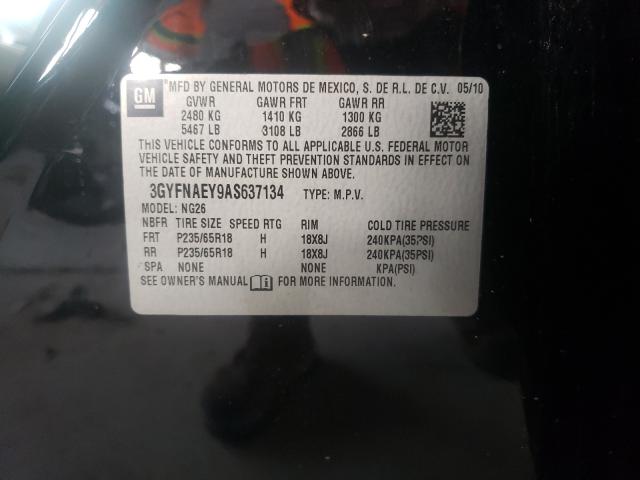 GM
*MFD BY GENERAL MOTORS DE MEXICO, S. DE R.L. DE C.V. 05/10
GVWR GAWR FRT GAWR RR
2480 KG 1410 KG 1300 KG
5467 LB 3108 LB 2866 LB
THIS VEHICLE CONFORMS TO ALL APPLICABLE U.S. FEDERAL MOTOR
VEHICLE SAFETY AND THEFT PREVENTION STANDARDS IN EFFECT ON
THE DATE OF MANUFACTURE SHOWN ABOVE.
3GYFNAEY9AS637134 TYPE: M.P.V.
MODEL: NG26
NBFR TIRE SIZE SPEED RTG RIM COLD TIRE PRESSURE
FRT P235/65R18 H 18X8J 240KPA(35PSI)
RR P235/65R18 H 18X8J 240KPA(35PSI)
SPA NONE NONE KPA(PSI)
SEE OWNER'S MANUAL FOR MORE INFORMATION.